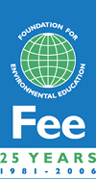 FOUNDATION FOR
ENVIRONMENTAL EDUCATION
Fee
25 YEARS
1981-2006